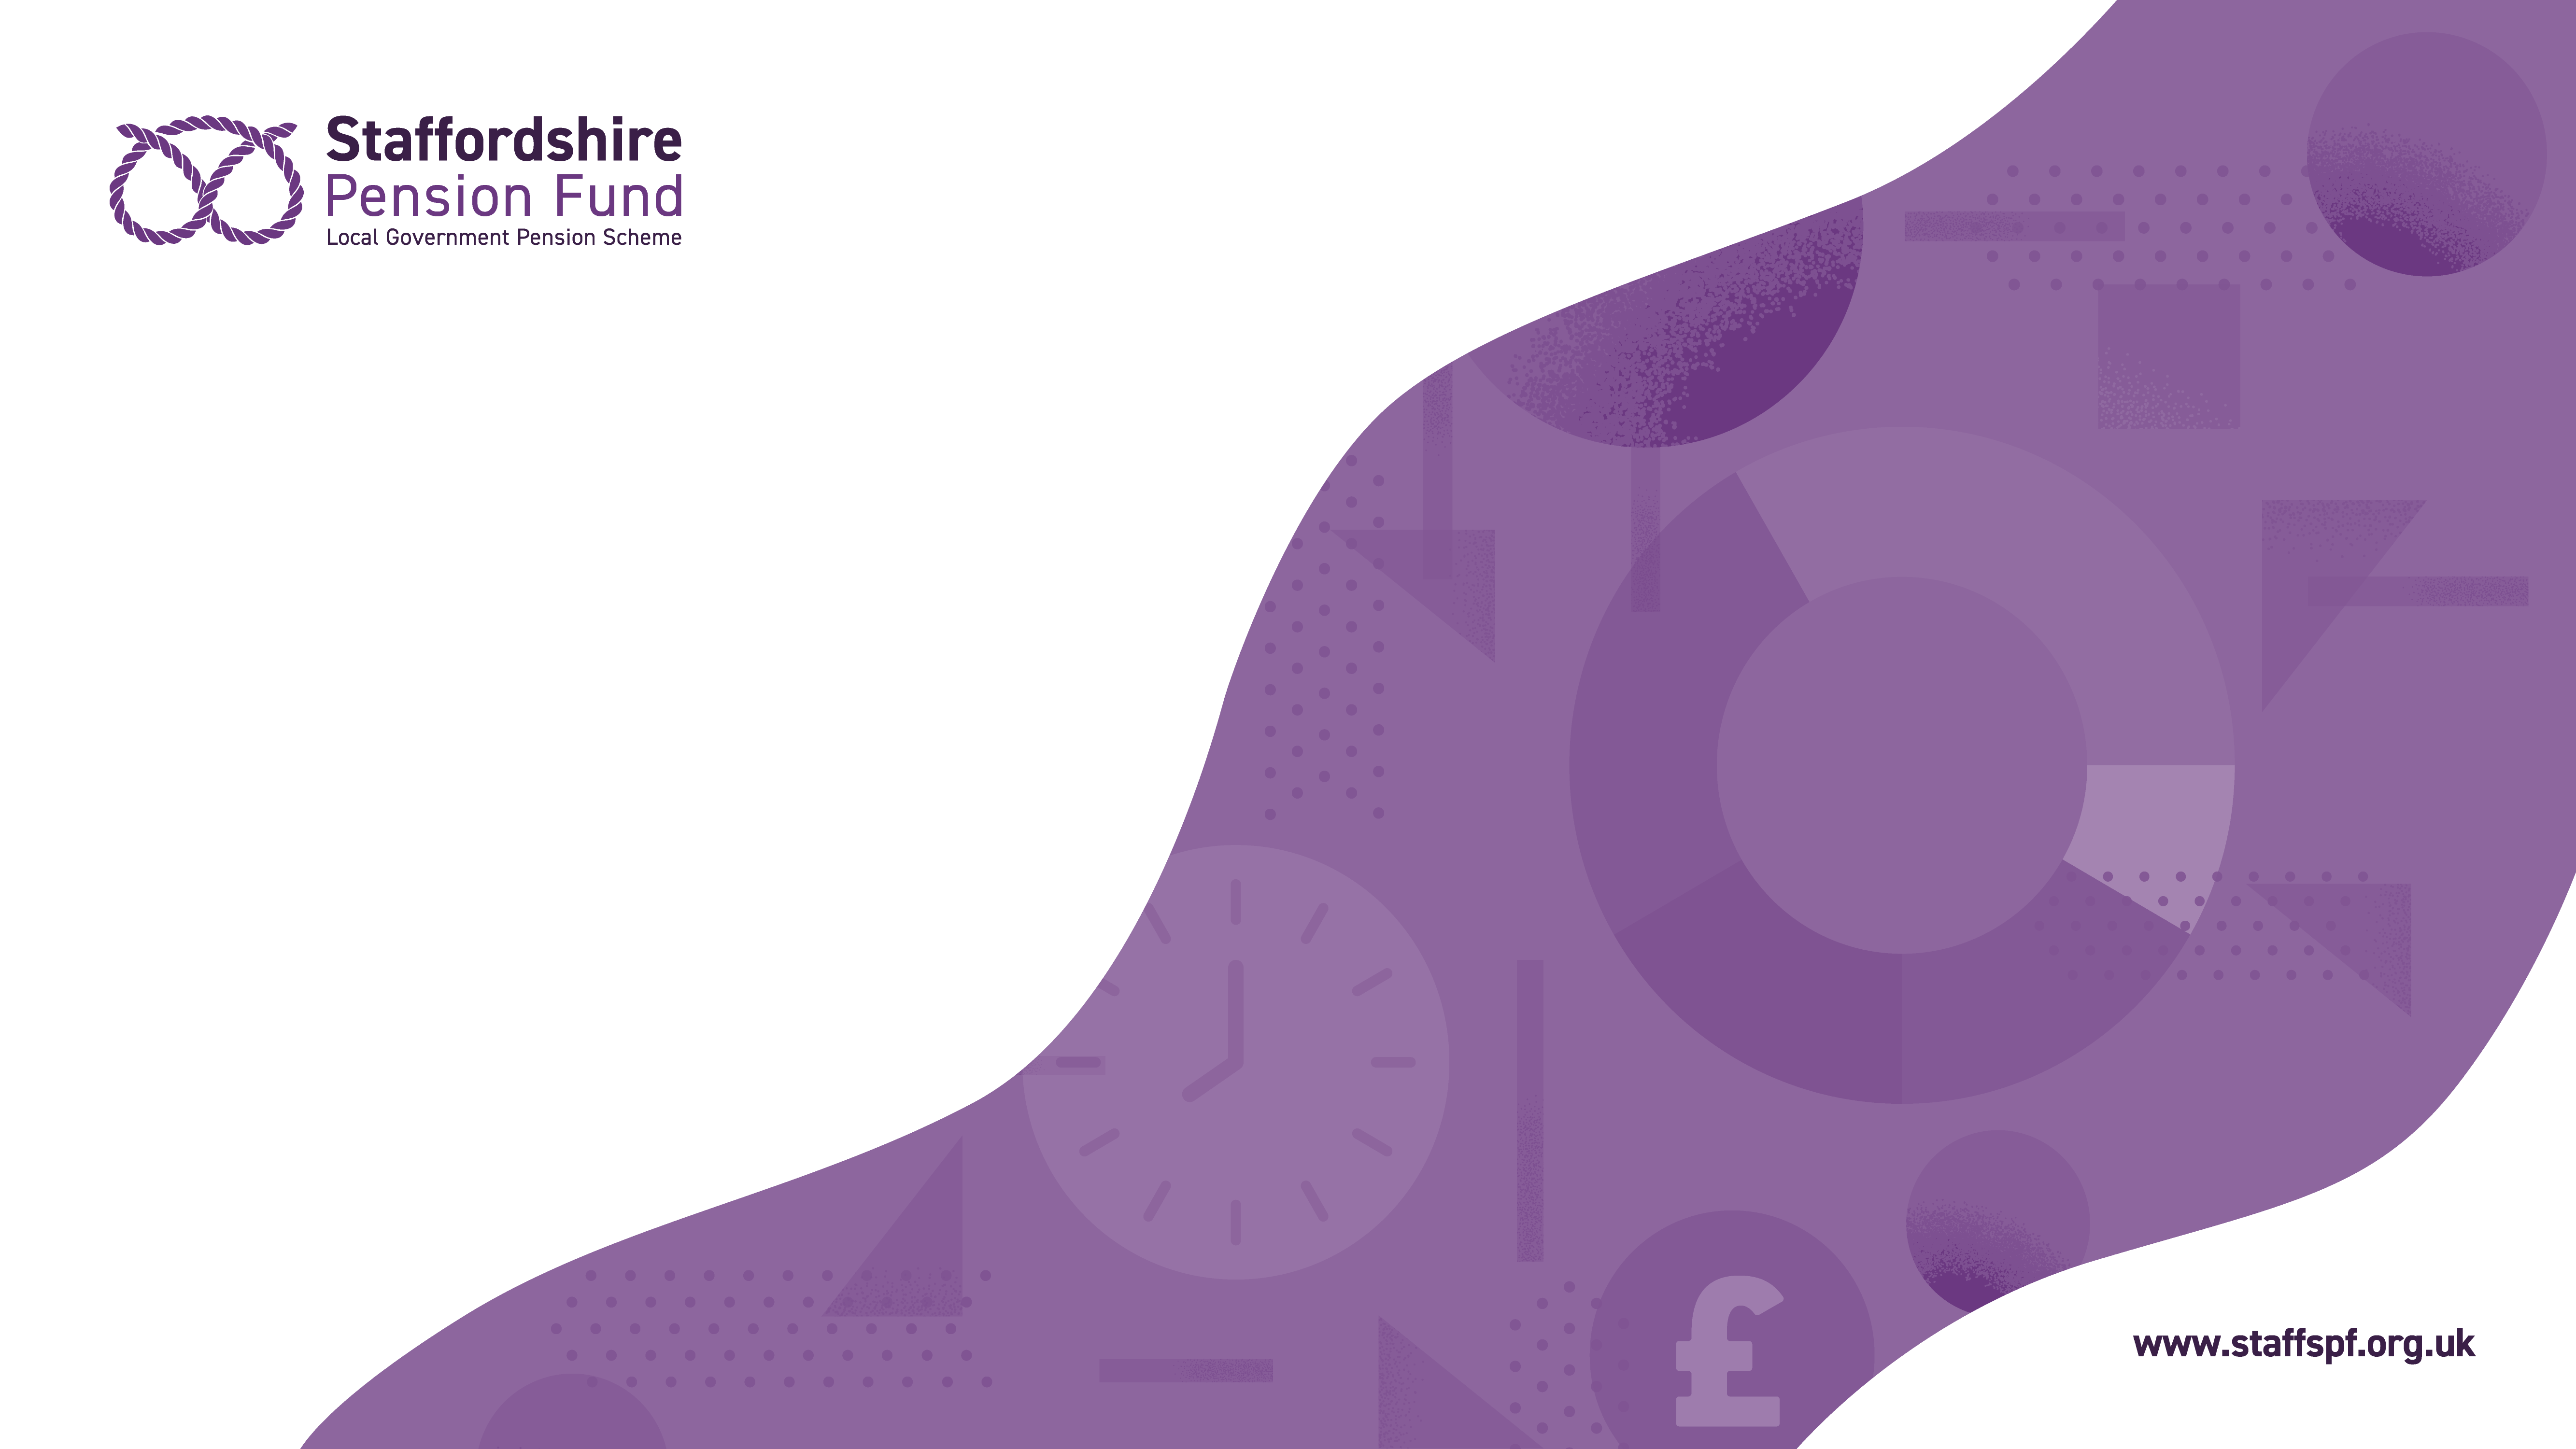 Staffordshire
Pension Fund
Local Government Pension Scheme
£
www.staffspf.org.uk